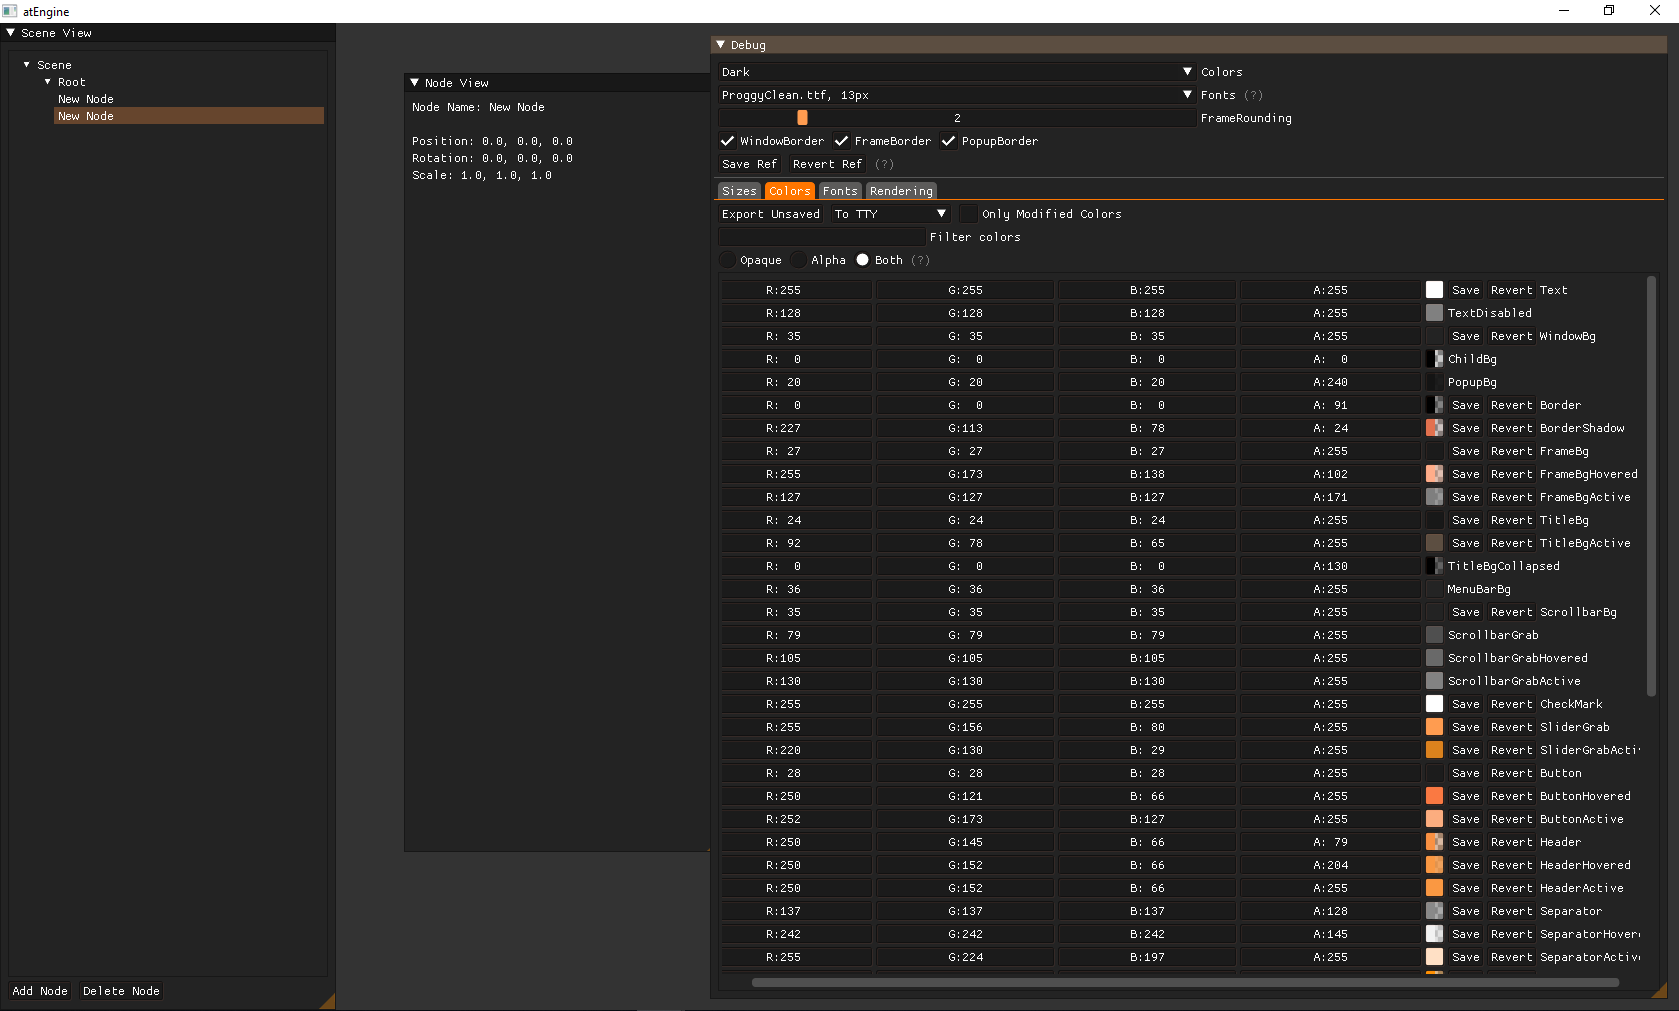 atEngine
Scene View
Scene
Root
New Node
New Node
Add Node Delete Node
Node View
Node Name: New Node
Position: 0.0, 0.0, 0.0
Rotation: 0.0, 0.0, 0.0
Scale: 1.0, 1.0, 1.0
Debug
Dark Colors
ProggyClean.ttf, 13px Fonts (?)
2 FrameRounding
WindowBorder FrameBorder PopupBorder
Save Ref Revert Ref (?)
Sizes Colors Fonts Rendering
Export Unsaved To TTY Only Modified Colors
Filter colors
Opaque Alpha Both (?)
R:255 G:255 B:255 A:255 Save Revert Text
R:128 G:128 B:128 A:255 TextDisabled
R: 35 G: 35 B: 35 A:255 Save Revert WindowBg
R: 0 G: 0 B: 0 A: 0 ChildBg
R: 20 G: 20 B: 20 A:240 PopupBg
R: 0 G: 0 B: 0 A: 91 Save Revert Border
R:227 G:113 B: 78 A: 24 Save Revert BorderShadow
R: 27 G: 27 B: 27 A:255 Save Revert FrameBg
R:255 G:173 B:138 A:102 Save Revert FrameBgHovered
R:127 G:127 B:127 A:171 Save Revert FrameBgActive
R: 24 G: 24 B: 24 A:255 Save Revert TitleBg
R: 92 G: 78 B: 65 A:255 Save Revert TitleBgActive
R: 0 G: 0 B: 0 A:130 TitleBgCollapsed
R: 36 G: 36 B: 36 A:255 MenuBarBg
R: 35 G: 35 B: 35 A:255 Save Revert ScrollbarBg
R: 79 G: 79 B: 79 A:255 ScrollbarGrab
R:105 G:105 B:105 A:255 ScrollbarGrabHovered
R:130 G:130 B:130 A:255 ScrollbarGrabActive
R:255 G:255 B:255 A:255 Save Revert CheckMark
R:255 G:156 B: 80 A:255 Save Revert SliderGrab
R:220 G:130 B: 29 A:255 Save Revert SliderGrabActi
R: 28 G: 28 B: 28 A:255 Save Revert Button
R:250 G:121 B: 66 A:255 Save Revert ButtonHovered
R:252 G:173 B:127 A:255 Save Revert ButtonActive
R:250 G:145 B: 66 A: 79 Save Revert Header
R:250 G:152 B: 66 A:204 Save Revert HeaderHovered
R:250 G:152 B: 66 A:255 Save Revert HeaderActive
R:137 G:137 B:137 A:128 Save Revert Separator
R:242 G:242 B:242 A:145 Save Revert SeparatorHover
R:255 G:224 B:197 A:255 Save Revert SeparatorActiv